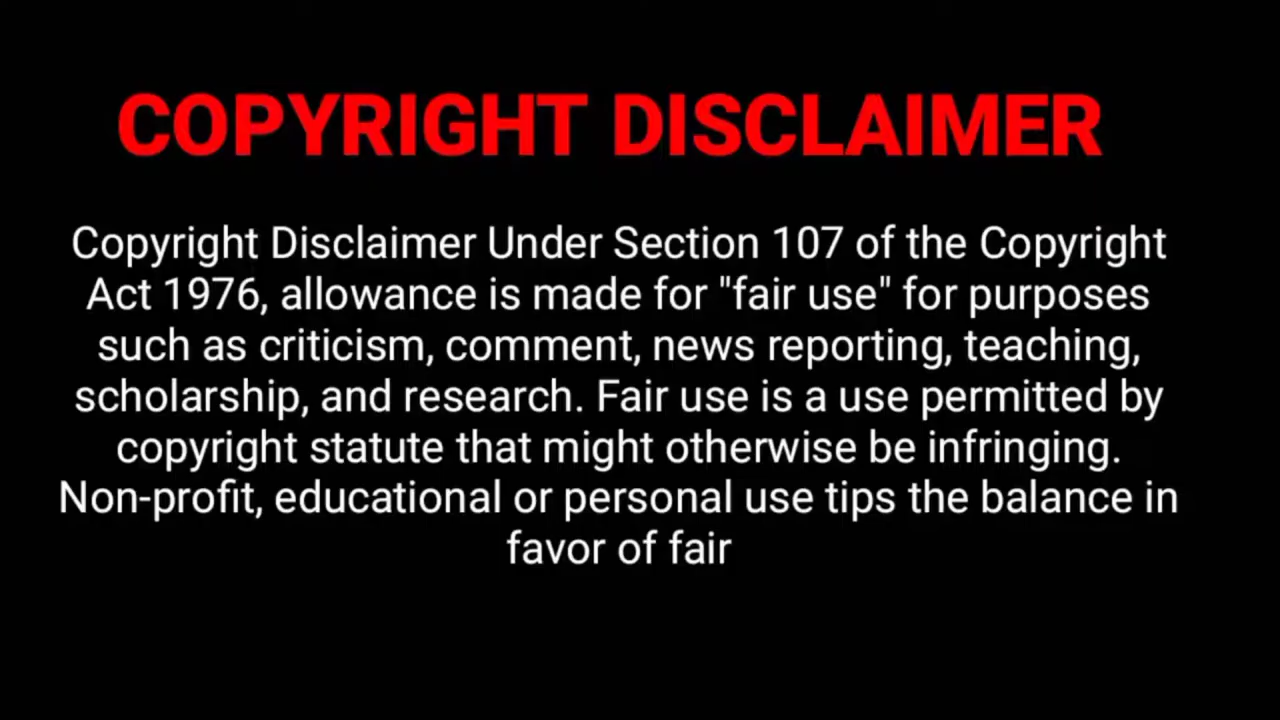 COPYRIGHT DISCLAIMER
Copyright Disclaimer Under Section 107 of the Copyright
Act 1976, allowance is made for "fair use" for purposes
such as criticism, comment, news reporting, teaching,
scholarship, and research. Fair use is a use permitted by
copyright statute that might otherwise be infringing.
Non-profit, educational or personal use tips the balance in
favor of fair